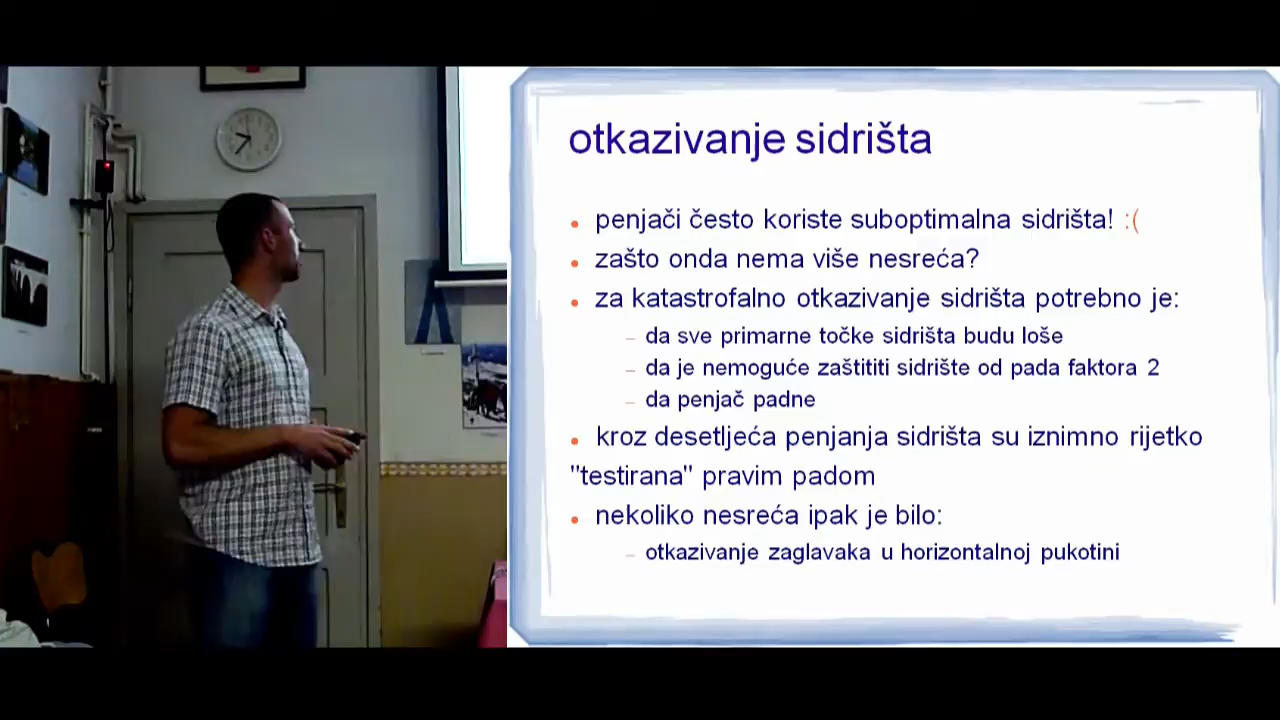 otkazivanje sidrišta
penjači često koriste suboptimalna sidrišta! :(
zašto onda nema više nesreća?
za katastrofalno otkazivanje sidrišta potrebno je:
– da sve primarne točke sidrišta budu loše
– da je nemoguće zaštititi sidrište od pada faktora 2
– da penjač padne
kroz desetljeća penjanja sidrišta su iznimno rijetko
"testirana" pravim padom
nekoliko nesreća ipak je bilo:
– otkazivanje zaglavaka u horizontalnoj pukotini